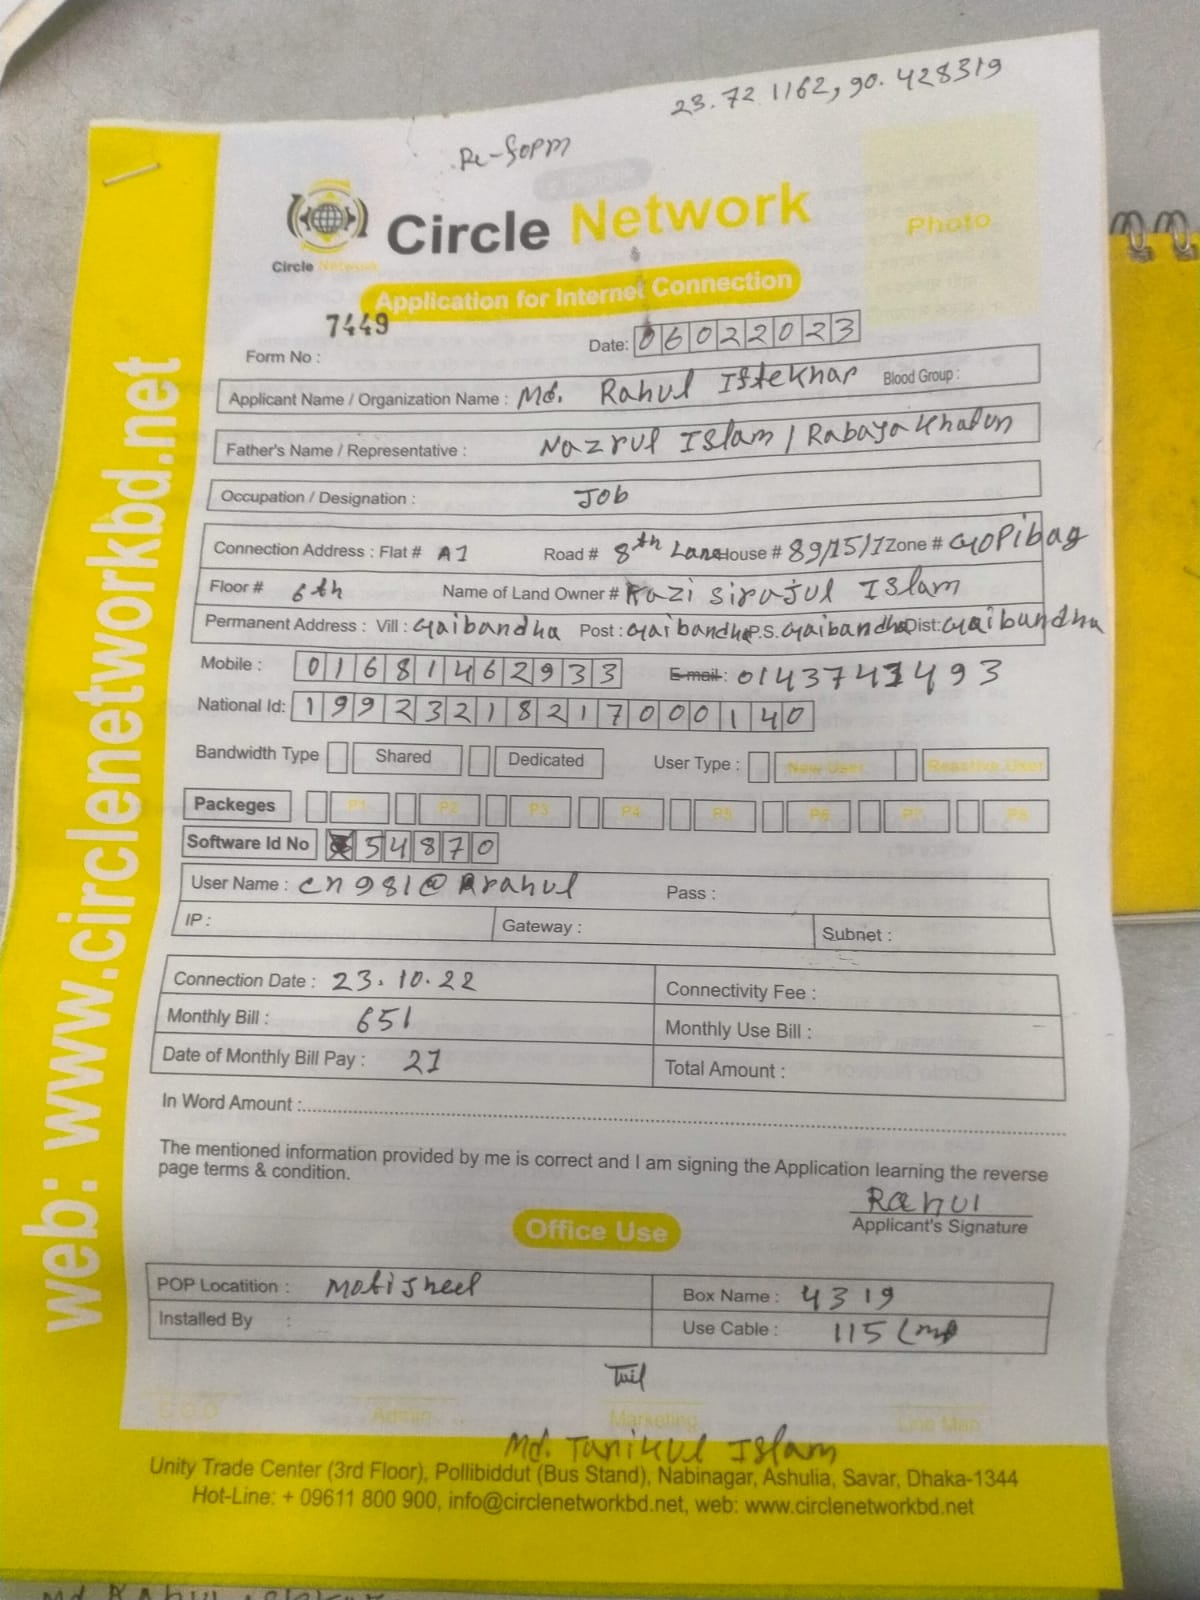 23.72 1162, 90.428319
Re-form
Circle Network
Circle Network
Photo
Application for Internet Connection
7449
Form No :
Date: 06022023
Applicant Name / Organization Name : Md. Rahul Iftekhar Blood Group :
Father's Name / Representative : Nazrul Islam / Rabaya Khatun
Occupation / Designation : Job
Connection Address : Flat # A1 Road # 8th Lane House # 89/15/1 Zone # Gopibag
Floor # 6th Name of Land Owner # Kazi Sirajul Islam
Permanent Address : Vill : Gaibandha Post : Gaibandha P.S. Gaibandha Dist: Gaibandha
Mobile : 01681462933 E-mail : 01437471493
National Id: 19923218217000140
Bandwidth Type Shared Dedicated User Type : New User Reactive User
Packeges P1 P2 P3 P4 P5 P6 P7 P8
Software Id No 54870
User Name : cn981@rahul Pass :
IP : Gateway : Subnet :
Connection Date : 23.10.22 Connectivity Fee :
Monthly Bill : 651 Monthly Use Bill :
Date of Monthly Bill Pay : 21 Total Amount :
In Word Amount :
The mentioned information provided by me is correct and I am signing the Application learning the reverse
page terms & condition.
Rahul
Applicant's Signature
Office Use
POP Locatition : Motijheel Box Name : 4319
Installed By : Use Cable : 115
C O O Admin Marketing Line Man
Md. Tarikul Islam
Unity Trade Center (3rd Floor), Pollibiddut (Bus Stand), Nabinagar, Ashulia, Savar, Dhaka-1344
Hot-Line: + 09611 800 900, info@circlenetworkbd.net, web: www.circlenetworkbd.net
web: www.circlenetworkbd.net